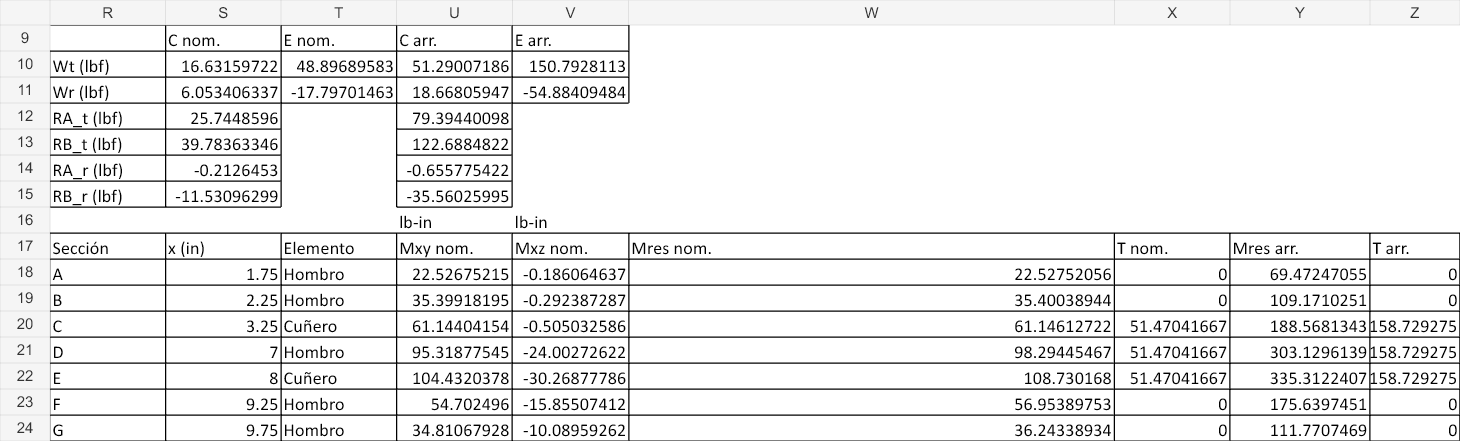 R S T U V W X Y Z
9 C nom. E nom. C arr. E arr.
10 Wt (lbf) 16.63159722 48.89689583 51.29007186 150.7928113
11 Wr (lbf) 6.053406337 -17.79701463 18.66805947 -54.88409484
12 RA_t (lbf) 25.7448596 79.39440098
13 RB_t (lbf) 39.78363346 122.6884822
14 RA_r (lbf) -0.2126453 -0.655775422
15 RB_r (lbf) -11.53096299 -35.56025995
16 lb-in lb-in
17 Sección x (in) Elemento Mxy nom. Mxz nom. Mres nom. T nom. Mres arr. T arr.
18 A 1.75 Hombro 22.52675215 -0.186064637 22.52752056 0 69.47247055 0
19 B 2.25 Hombro 35.39918195 -0.292387287 35.40038944 0 109.1710251 0
20 C 3.25 Cuñero 61.14404154 -0.505032586 61.14612722 51.47041667 188.5681343 158.729275
21 D 7 Hombro 95.31877545 -24.00272622 98.29445467 51.47041667 303.1296139 158.729275
22 E 8 Cuñero 104.4320378 -30.26877786 108.730168 51.47041667 335.3122407 158.729275
23 F 9.25 Hombro 54.702496 -15.85507412 56.95389753 0 175.6397451 0
24 G 9.75 Hombro 34.81067928 -10.08959262 36.24338934 0 111.7707469 0